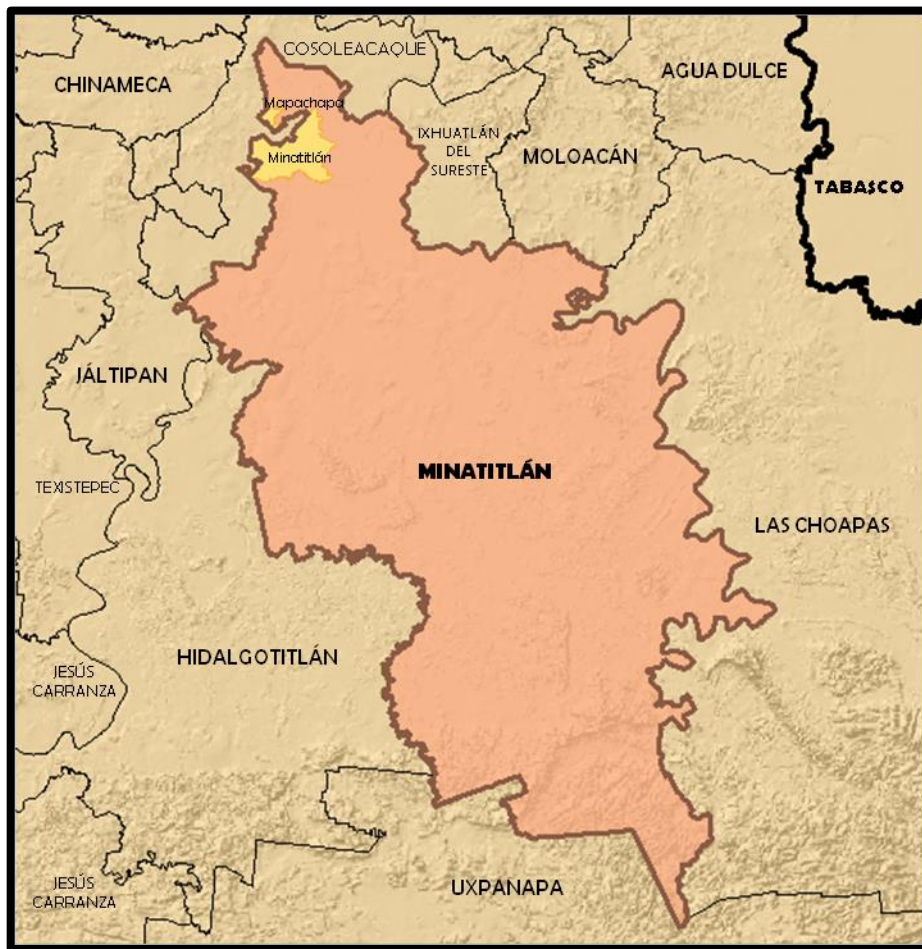 COSOLEACAQUE
AGUA DULCE
CHINAMECA
Mapachapa
IXHUATLÁN
DEL
SURESTE
MOLOACÁN
Minatitlán
TABASCO
JÁLTIPAN
MINATITLÁN
TEXISTEPEC
LAS CHOAPAS
HIDALGOTITLÁN
JESÚS
CARRANZA
JESÚS
CARRANZA
UXPANAPA